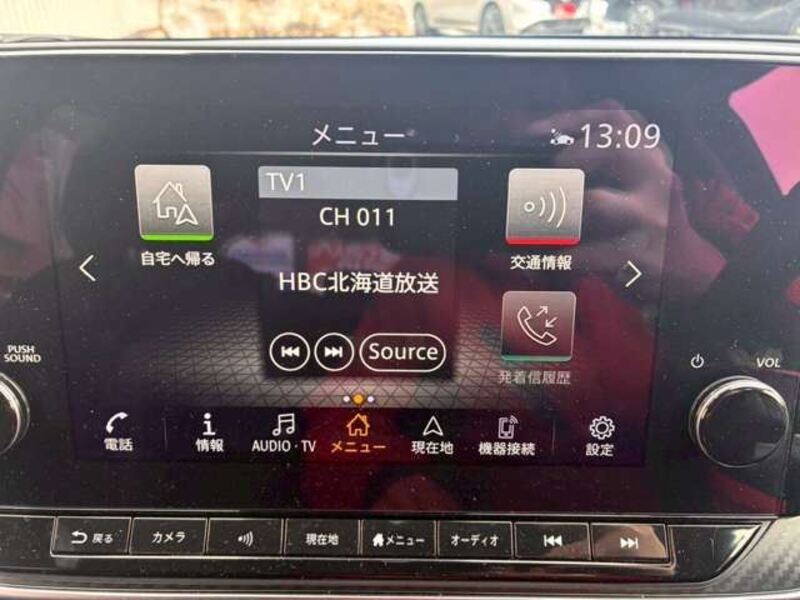 メニュー
13:09
TV1
CH 011
HBC北海道放送
自宅へ帰る
交通情報
Source
発着信履歴
PUSH
SOUND
VOL
電話
情報
AUDIO・TV
メニュー
現在地
機器接続
設定
戻る
カメラ
現在地
メニュー
オーディオ